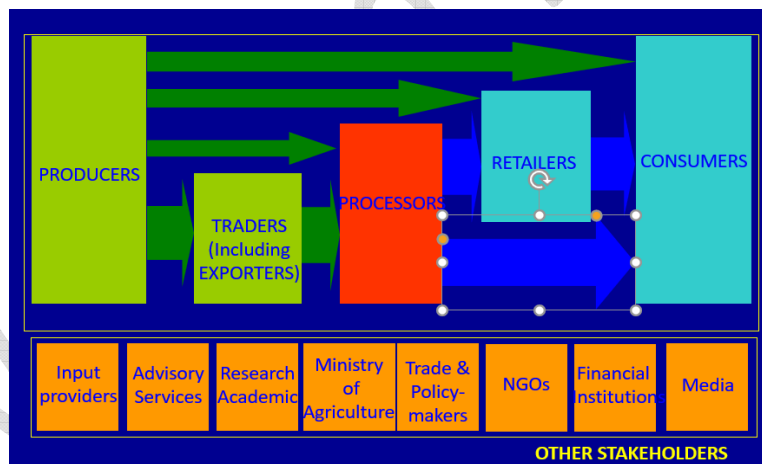 PRODUCERS
TRADERS
(Including
EXPORTERS)
PROCESSORS
RETAILERS
CONSUMERS
Input
providers
Advisory
Services
Research
Academic
Ministry
of
Agriculture
Trade &
Policy-
makers
NGOs
Financial
Institutions
Media
OTHER STAKEHOLDERS